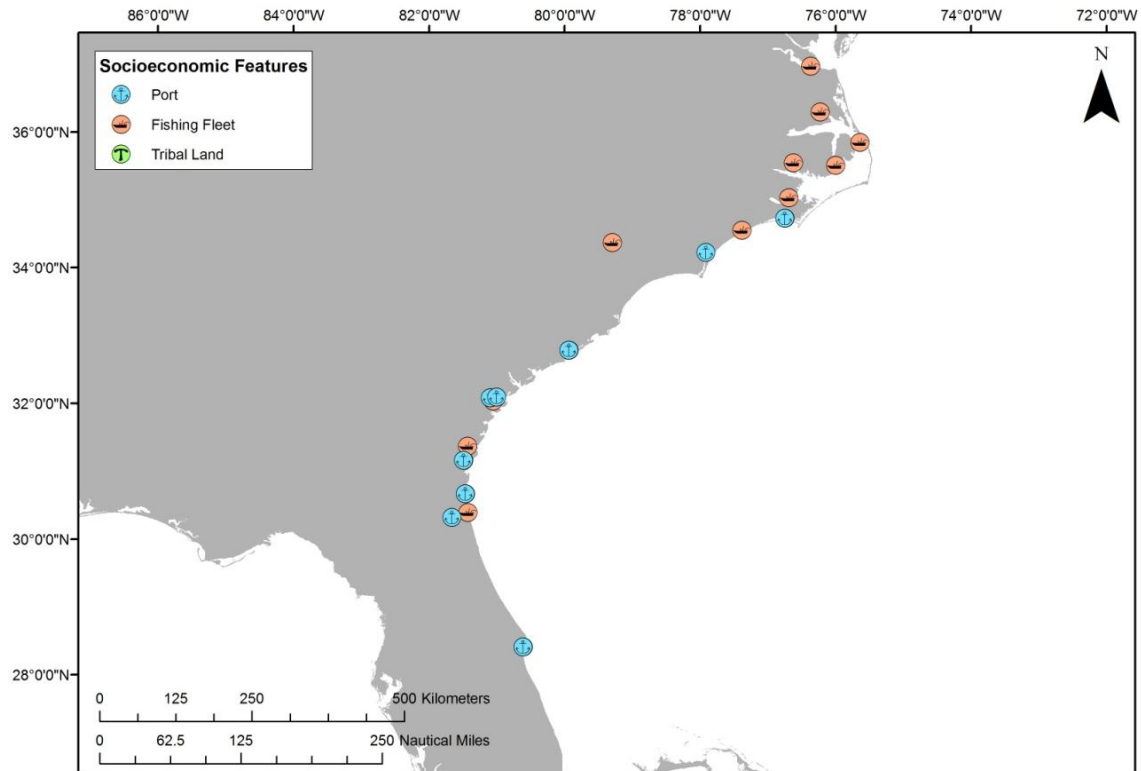 86°0'0"W 84°0'0"W 82°0'0"W 80°0'0"W 78°0'0"W 76°0'0"W 74°0'0"W 72°0'0"W
Socioeconomic Features
Port
Fishing Fleet
Tribal Land
N
36°0'0"N
34°0'0"N
32°0'0"N
30°0'0"N
28°0'0"N
0 125 250 500 Kilometers
0 62.5 125 250 Nautical Miles